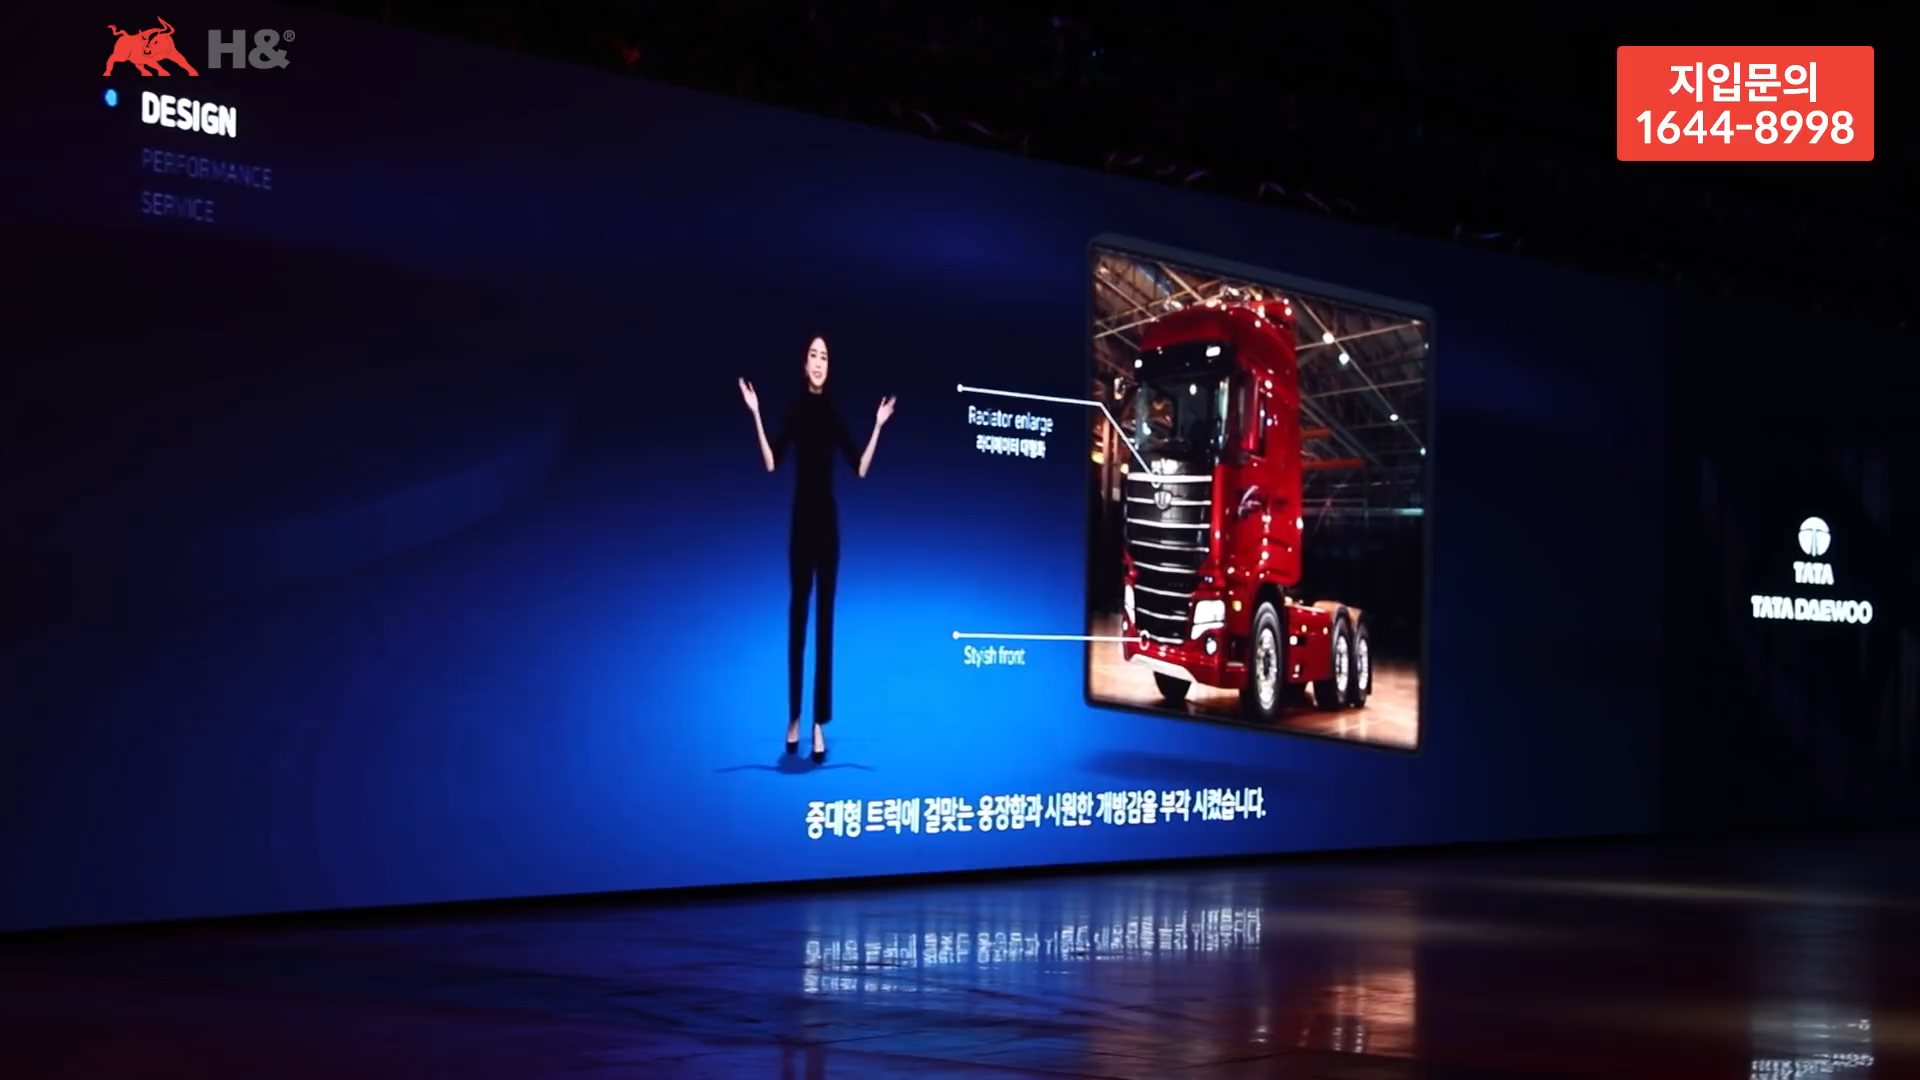 H&®
지입문의
1644-8998
DESIGN
PERFORMANCE
SERVICE
Radiator enlarge
라디에이터 대형화
Stylish front
TATA
TATA DAEWOO
중대형 트럭에 걸맞는 웅장함과 시원한 개방감을 부각 시켰습니다.